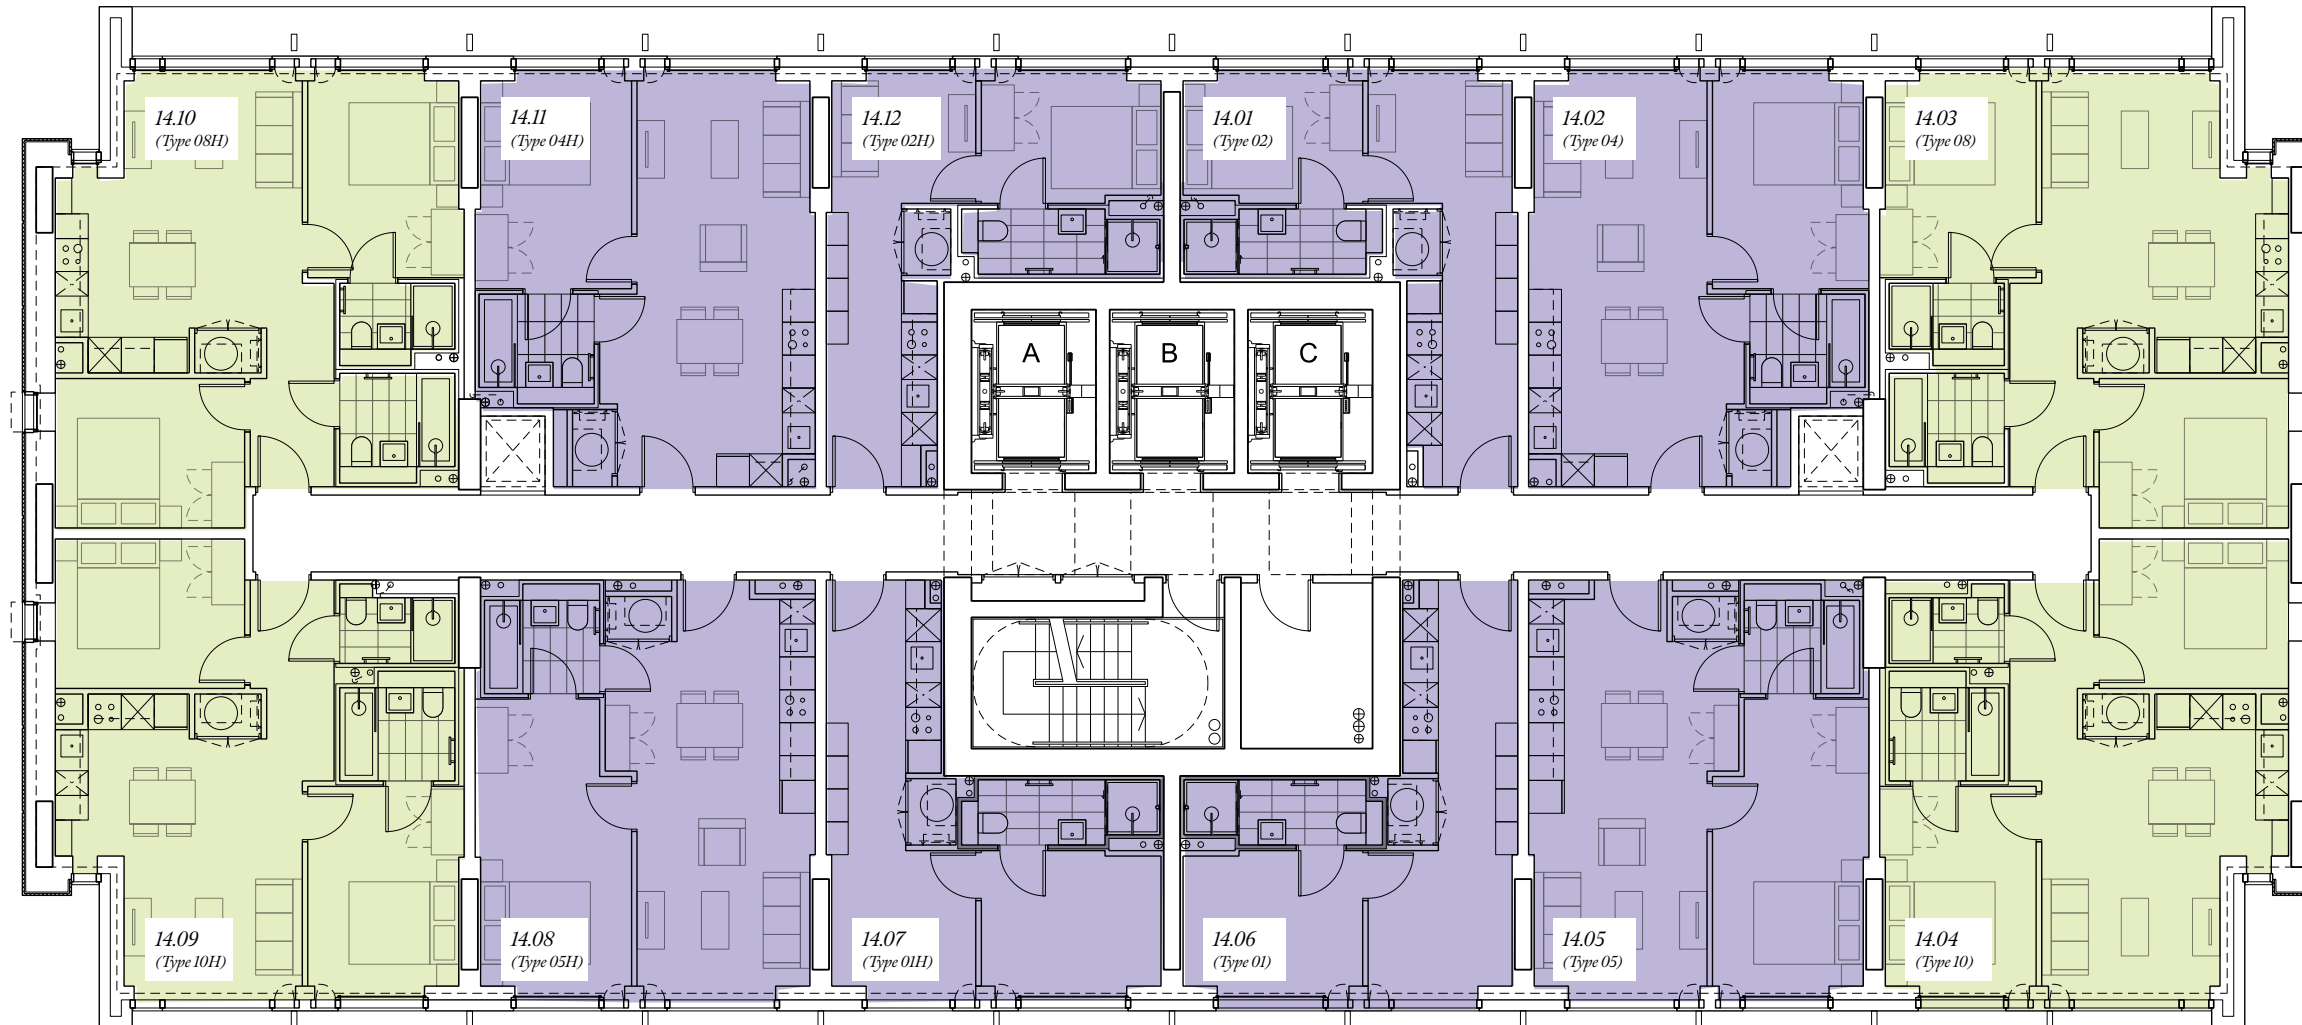 14.10
(Type 08H)
14.11
(Type 04H)
14.12
(Type 02H)
14.01
(Type 02)
14.02
(Type 04)
14.03
(Type 08)
A
B
C
14.09
(Type 10H)
14.08
(Type 05H)
14.07
(Type 01H)
14.06
(Type 01)
14.05
(Type 05)
14.04
(Type 10)